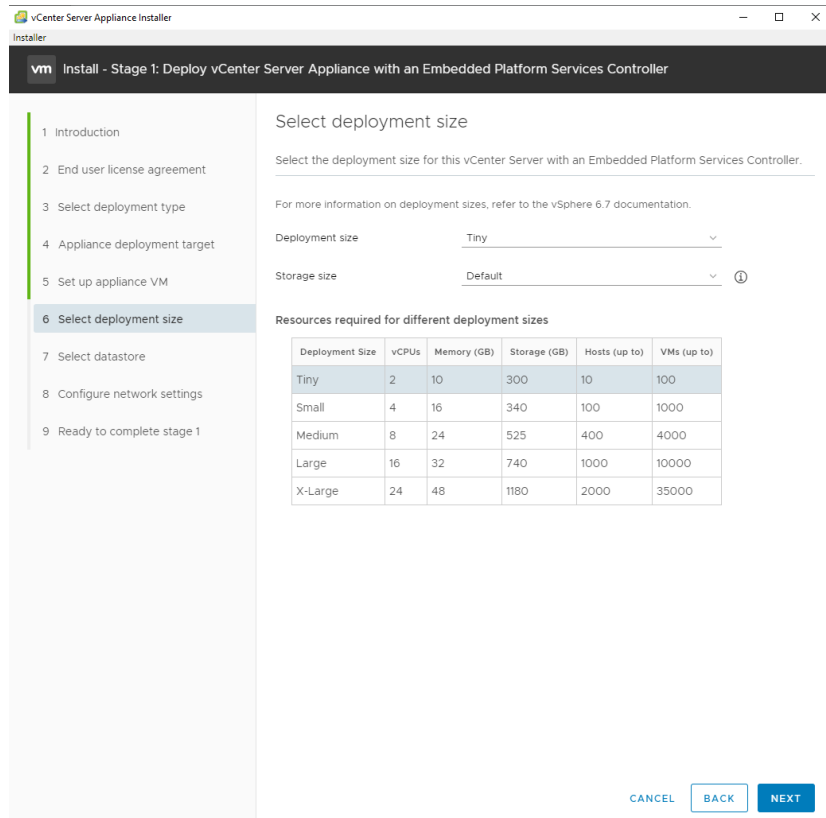 vCenter Server Appliance Installer
Installer
vm Install - Stage 1: Deploy vCenter Server Appliance with an Embedded Platform Services Controller
1 Introduction
2 End user license agreement
3 Select deployment type
4 Appliance deployment target
5 Set up appliance VM
6 Select deployment size
7 Select datastore
8 Configure network settings
9 Ready to complete stage 1
Select deployment size
Select the deployment size for this vCenter Server with an Embedded Platform Services Controller.
For more information on deployment sizes, refer to the vSphere 6.7 documentation.
Deployment size Tiny
Storage size Default
Resources required for different deployment sizes
Deployment Size vCPUs Memory (GB) Storage (GB) Hosts (up to) VMs (up to)
Tiny 2 10 300 10 100
Small 4 16 340 100 1000
Medium 8 24 525 400 4000
Large 16 32 740 1000 10000
X-Large 24 48 1180 2000 35000
CANCEL BACK NEXT